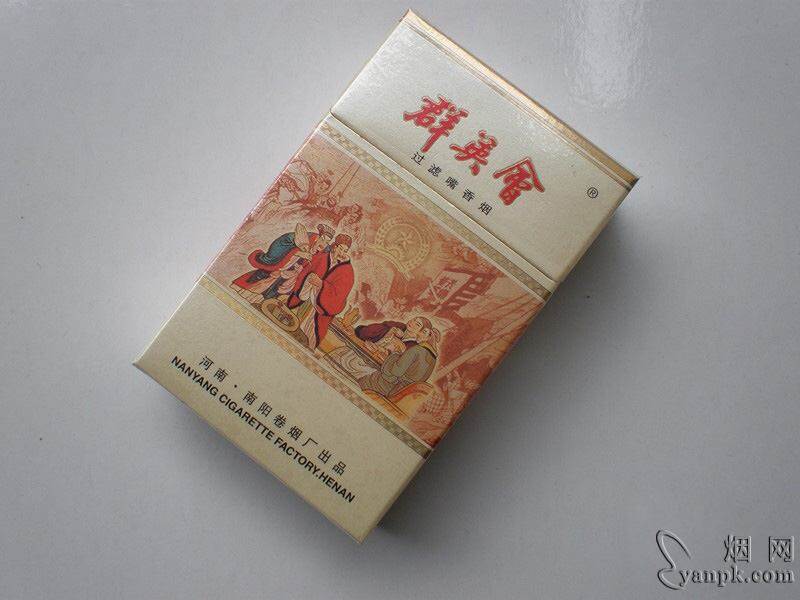 群英會
®
过滤嘴香烟
河南·南阳卷烟厂出品
NANYANG CIGARETTE FACTORY.HENAN
烟网
yanpk.com